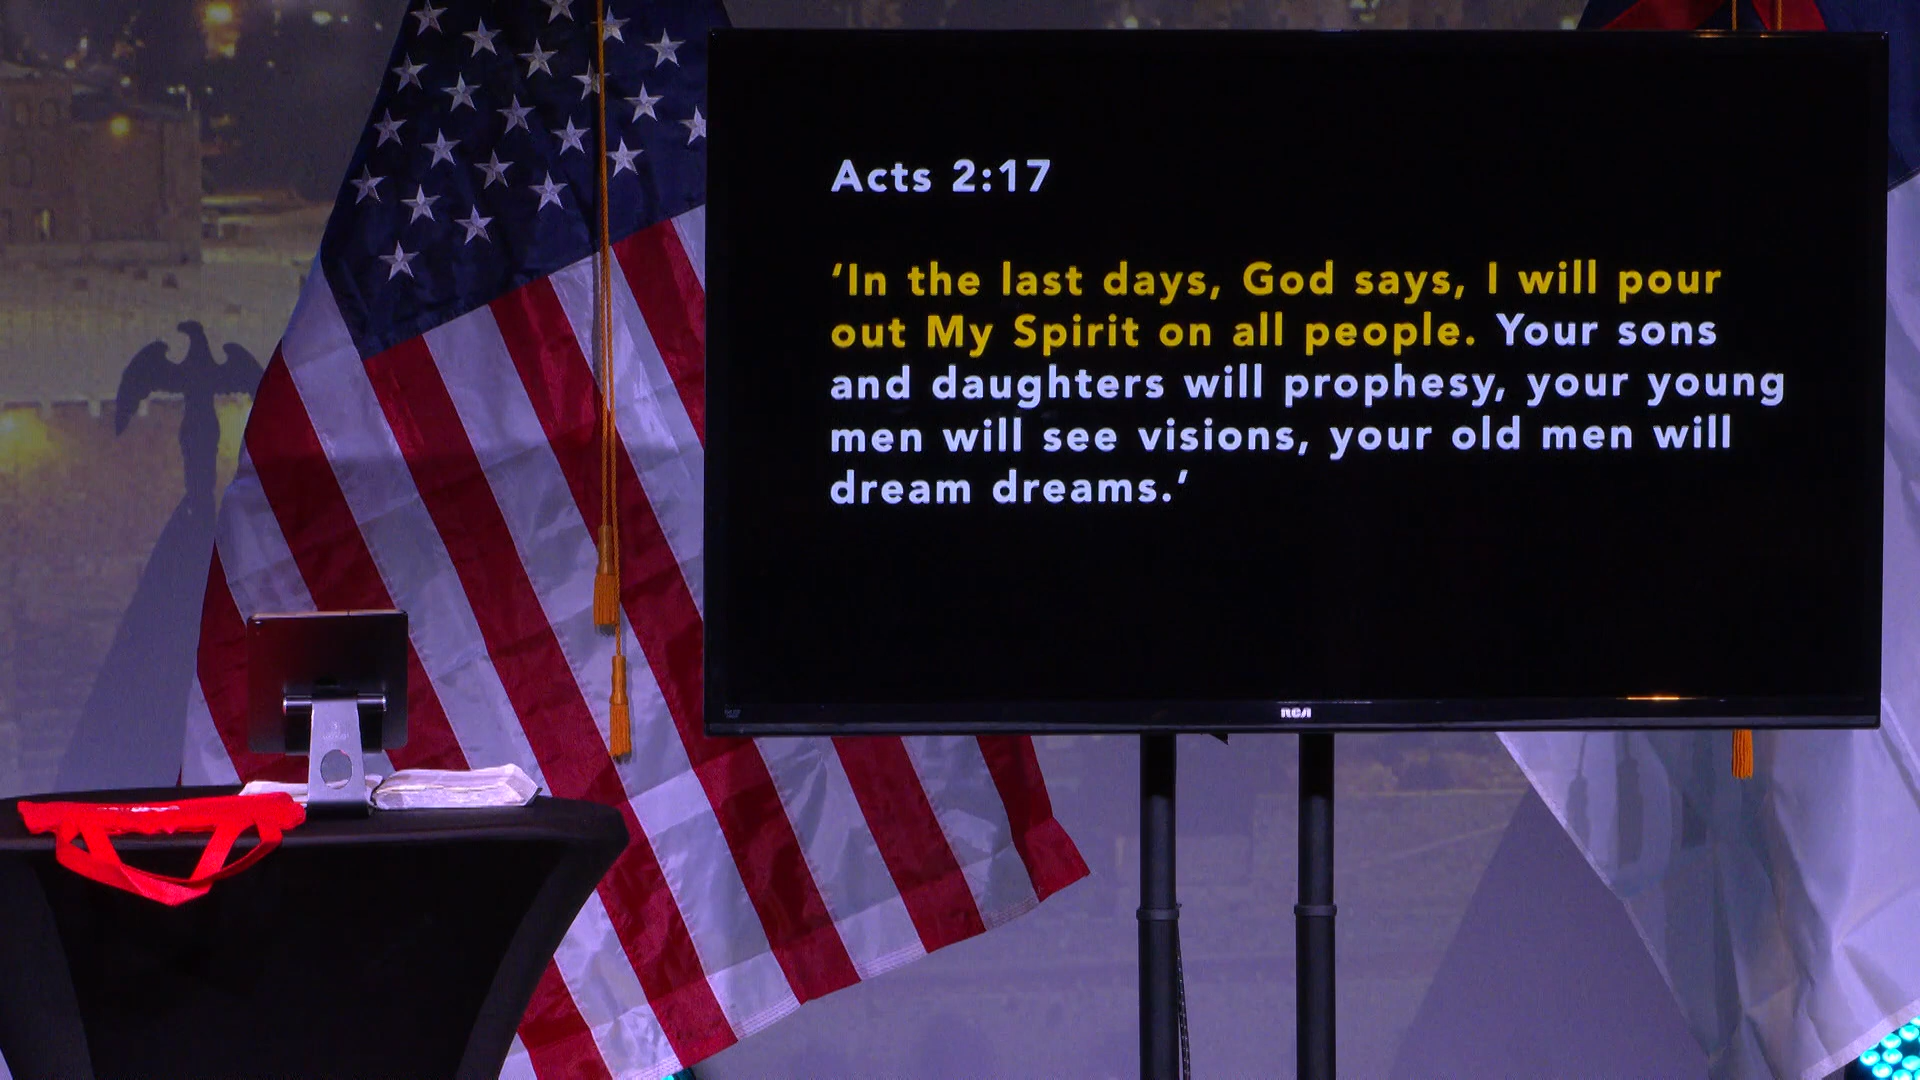 Acts 2:17
‘In the last days, God says, I will pour
out My Spirit on all people. Your sons
and daughters will prophesy, your young
men will see visions, your old men will
dream dreams.’
RCA